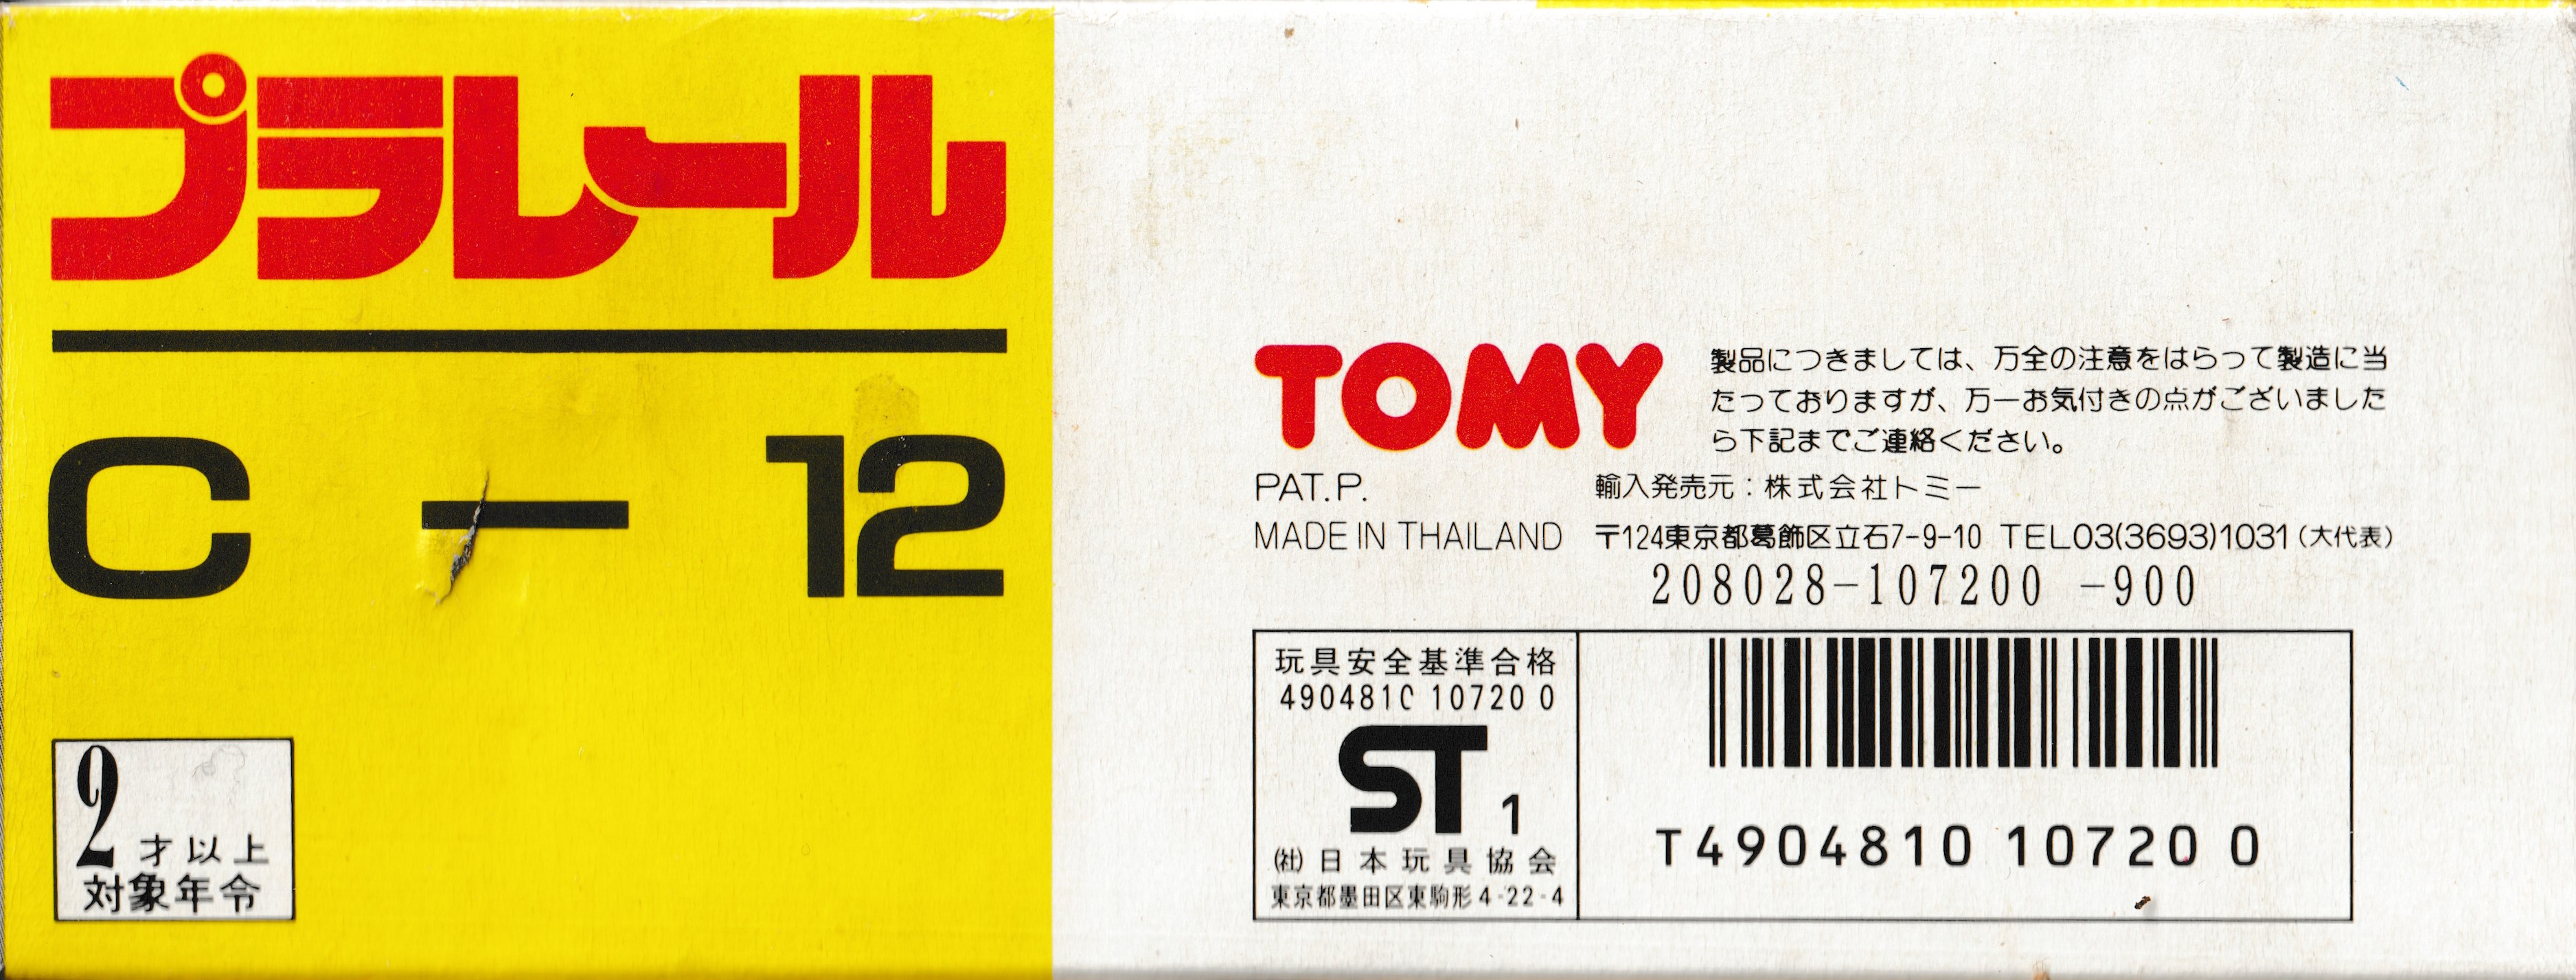 プラレール
C－12
2才以上
対象年令
TOMY
製品につきましては、万全の注意をはらって製造に当
たっておりますが、万一お気付きの点がございました
ら下記までご連絡ください。
PAT.P.
輸入発売元：株式会社トミー
MADE IN THAILAND
〒124東京都葛飾区立石7-9-10 TEL03(3693)1031(大代表)
208028-107200 -900
玩具安全基準合格
4904810 10720 0
ST 1
(社)日本玩具協会
東京都墨田区東駒形4-22-4
T4904810 10720 0